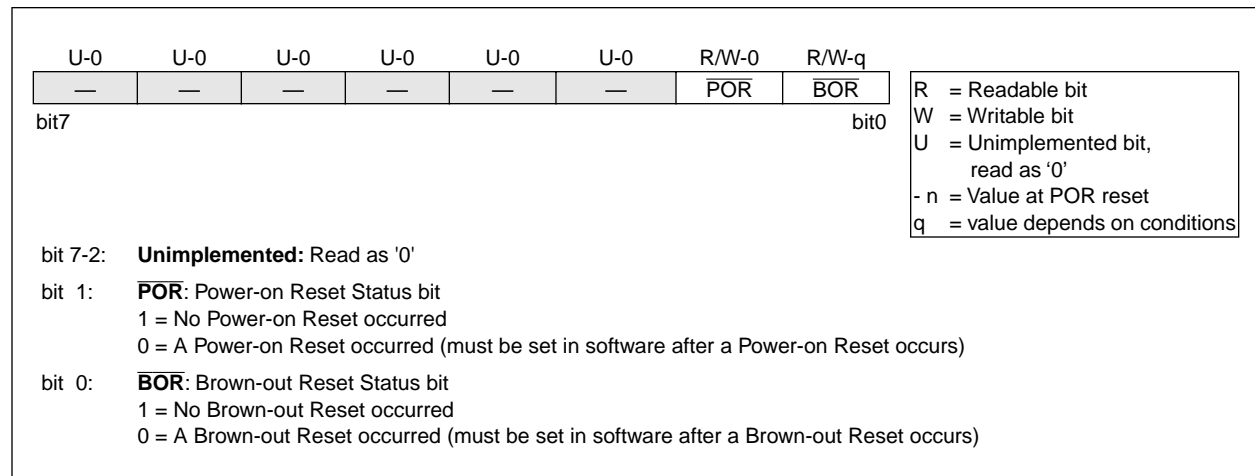 U-0 U-0 U-0 U-0 U-0 U-0 R/W-0 R/W-q
— — — — — — P̅O̅R̅ B̅O̅R̅
bit7 bit0
R = Readable bit
W = Writable bit
U = Unimplemented bit,
read as ‘0’
- n = Value at POR reset
q = value depends on conditions
bit 7-2: Unimplemented: Read as '0'
bit 1: P̅O̅R̅: Power-on Reset Status bit
1 = No Power-on Reset occurred
0 = A Power-on Reset occurred (must be set in software after a Power-on Reset occurs)
bit 0: B̅O̅R̅: Brown-out Reset Status bit
1 = No Brown-out Reset occurred
0 = A Brown-out Reset occurred (must be set in software after a Brown-out Reset occurs)